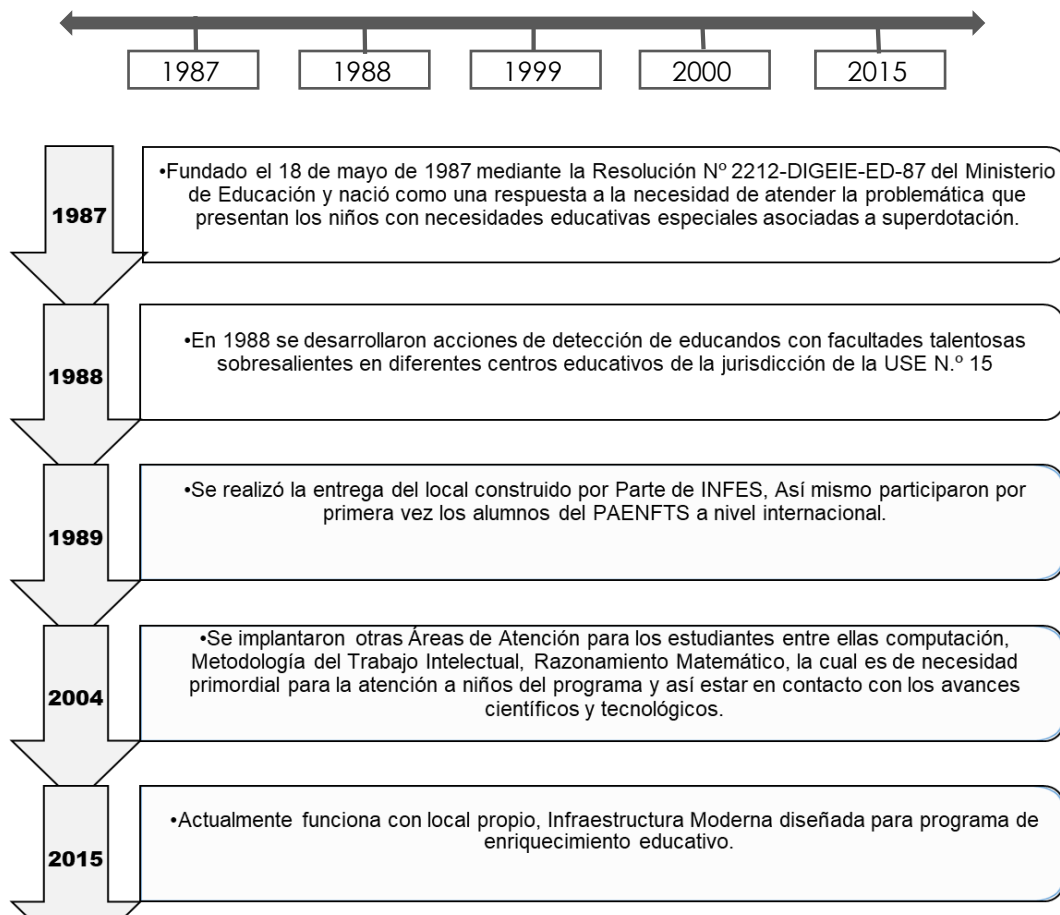 1987
1988
1999
2000
2015
1987
•Fundado el 18 de mayo de 1987 mediante la Resolución Nº 2212-DIGEIE-ED-87 del Ministerio
de Educación y nació como una respuesta a la necesidad de atender la problemática que
presentan los niños con necesidades educativas especiales asociadas a superdotación.
1988
•En 1988 se desarrollaron acciones de detección de educandos con facultades talentosas
sobresalientes en diferentes centros educativos de la jurisdicción de la USE N.º 15
1989
•Se realizó la entrega del local construido por Parte de INFES, Así mismo participaron por
primera vez los alumnos del PAENFTS a nivel internacional.
2004
•Se implantaron otras Áreas de Atención para los estudiantes entre ellas computación,
Metodología del Trabajo Intelectual, Razonamiento Matemático, la cual es de necesidad
primordial para la atención a niños del programa y así estar en contacto con los avances
científicos y tecnológicos.
2015
•Actualmente funciona con local propio, Infraestructura Moderna diseñada para programa de
enriquecimiento educativo.